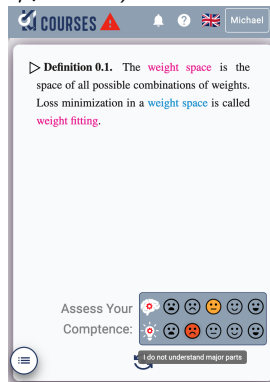 COURSES
Michael
Definition 0.1. The weight space is the
space of all possible combinations of weights.
Loss minimization in a weight space is called
weight fitting.
Assess Your
Comptence:
I do not understand major parts